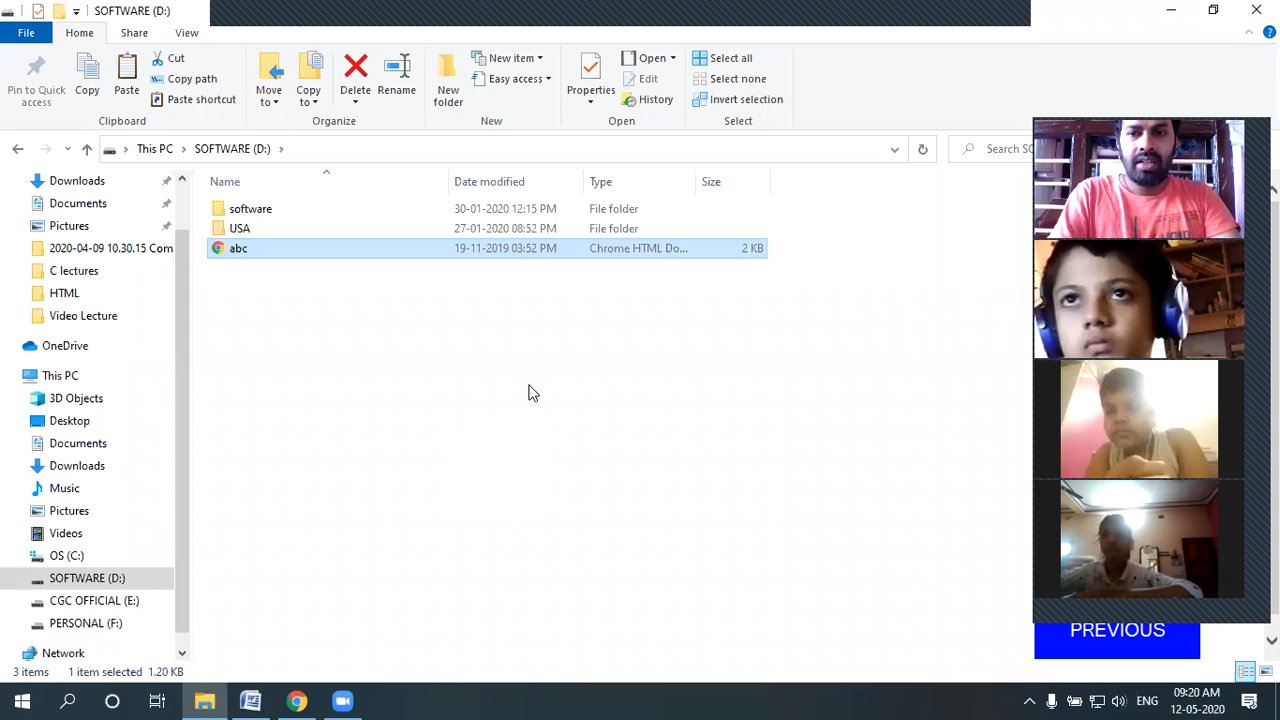 SOFTWARE (D:)
File Home Share View
Pin to Quick access
Copy
Paste
Cut
Copy path
Paste shortcut
Clipboard
Move to
Copy to
Delete
Rename
Organize
New folder
New item
Easy access
New
Properties
Open
Edit
History
Open
Select all
Select none
Invert selection
Select
This PC SOFTWARE (D:)
Search SO
Name Date modified Type Size
software 30-01-2020 12:15 PM File folder
USA 27-01-2020 08:52 PM File folder
abc 19-11-2019 03:52 PM Chrome HTML Do... 2 KB
Downloads
Documents
Pictures
2020-04-09 10.30.15 Com
C lectures
HTML
Video Lecture
OneDrive
This PC
3D Objects
Desktop
Documents
Downloads
Music
Pictures
Videos
OS (C:)
SOFTWARE (D:)
CGC OFFICIAL (E:)
PERSONAL (F:)
Network
PREVIOUS
3 items 1 item selected 1.20 KB
ENG
09:20 AM
12-05-2020